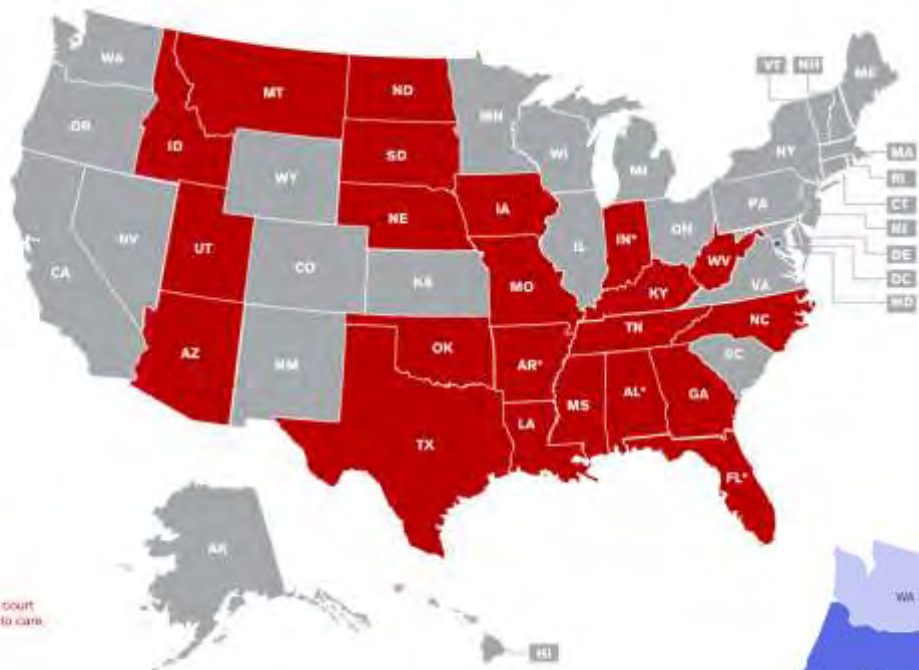 WA
MT
ND
MN
VT NH
ME
OR
ID
SD
WI
MI
NY
MA
WY
RI
IA
PA
CT
NE
NJ
NV
UT
IL
IN*
OH
DE
CA
CO
KS
MO
WV
VA
DC
KY
MD
AZ
NM
OK
AR*
TN
NC
SC
MS
AL*
GA
TX
LA
FL*
AK
HI
court
to care.
WA